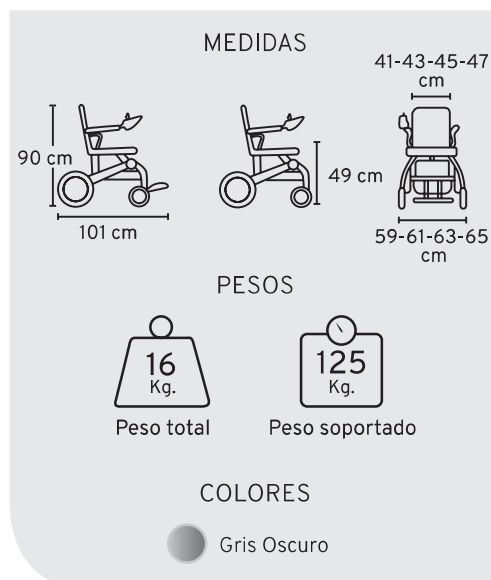 MEDIDAS
41-43-45-47
cm
90 cm
49 cm
101 cm
59-61-63-65
cm
PESOS
16
Kg.
125
Kg.
Peso total
Peso soportado
COLORES
Gris Oscuro